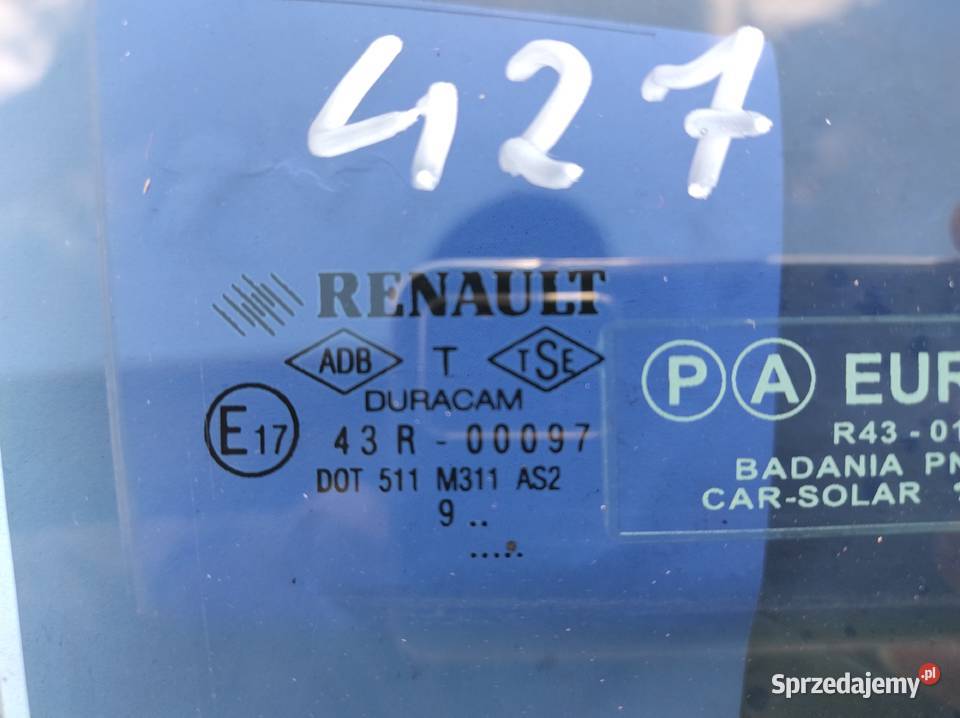 427
RENAULT
ADB T TSE
DURACAM
E17 43R-00097
DOT 511 M311 AS2
9 ..
.....
P A EUR
R43-01
BADANIA
CAR-SOLAR
Sprzedajemy.pl